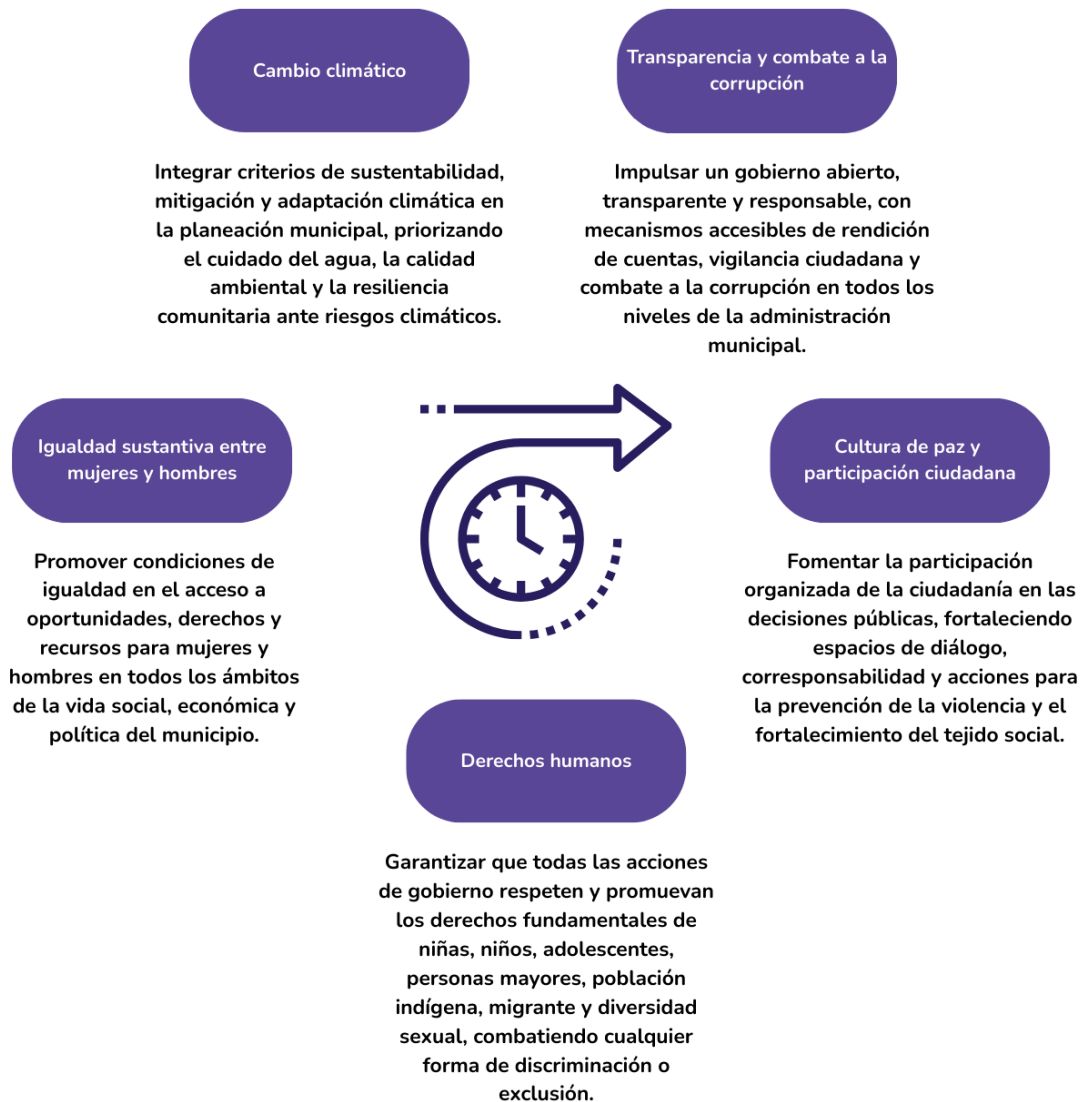 Cambio climático
Integrar criterios de sustentabilidad,
mitigación y adaptación climática en
la planeación municipal, priorizando
el cuidado del agua, la calidad
ambiental y la resiliencia
comunitaria ante riesgos climáticos.
Transparencia y combate a la
corrupción
Impulsar un gobierno abierto,
transparente y responsable, con
mecanismos accesibles de rendición
de cuentas, vigilancia ciudadana y
combate a la corrupción en todos los
niveles de la administración
municipal.
Igualdad sustantiva entre
mujeres y hombres
Promover condiciones de
igualdad en el acceso a
oportunidades, derechos y
recursos para mujeres y
hombres en todos los ámbitos
de la vida social, económica y
política del municipio.
Cultura de paz y
participación ciudadana
Fomentar la participación
organizada de la ciudadanía en las
decisiones públicas, fortaleciendo
espacios de diálogo,
corresponsabilidad y acciones para
la prevención de la violencia y el
fortalecimiento del tejido social.
Derechos humanos
Garantizar que todas las acciones
de gobierno respeten y promuevan
los derechos fundamentales de
niñas, niños, adolescentes,
personas mayores, población
indígena, migrante y diversidad
sexual, combatiendo cualquier
forma de discriminación o
exclusión.